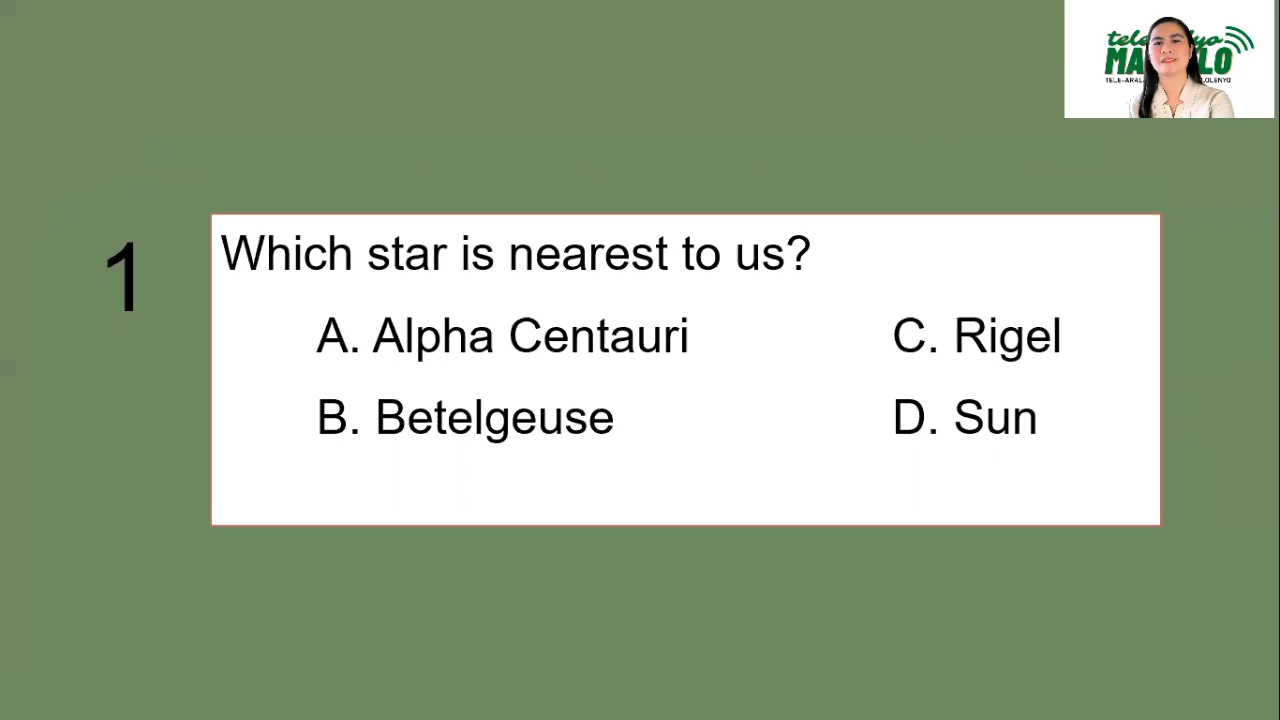 1
Which star is nearest to us?
A. Alpha Centauri C. Rigel
B. Betelgeuse D. Sun